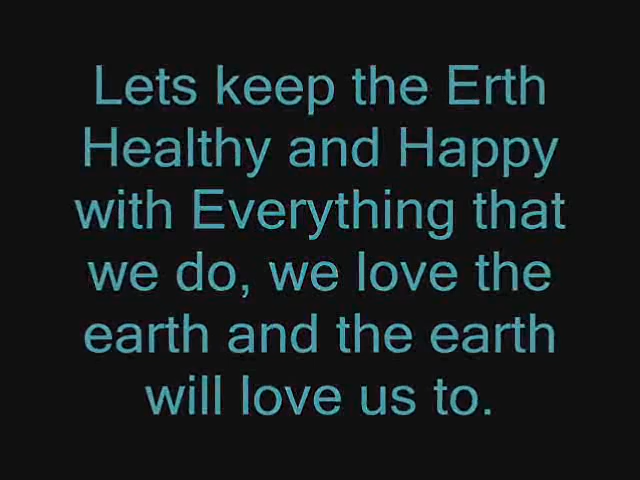 Lets keep the Erth
Healthy and Happy
with Everything that
we do, we love the
earth and the earth
will love us to.